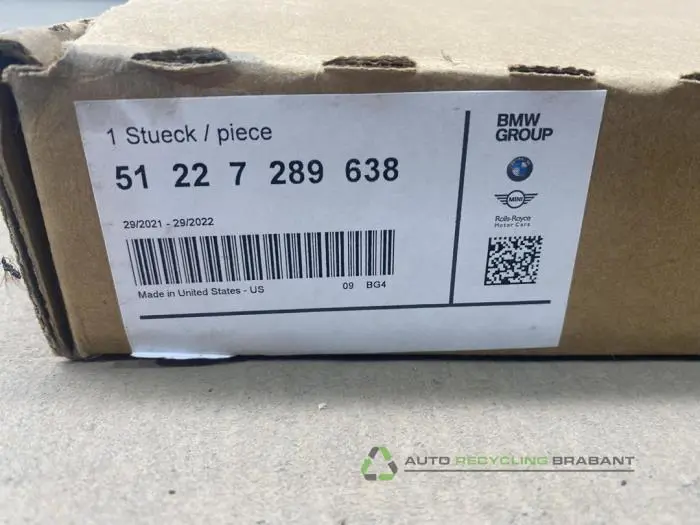 1 Stueck / piece
51 22 7 289 638
29/2021 - 29/2022
Made in United States - US 09 BG4
BMW
GROUP
MINI
Rolls-Royce
Motor Cars
AUTO RECYCLING BRABANT